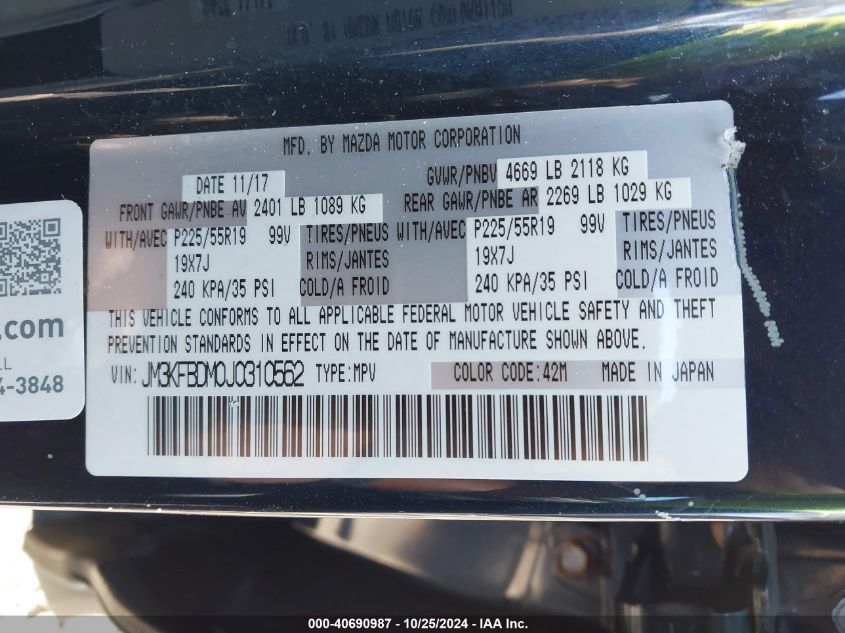 MFD. BY MAZDA MOTOR CORPORATION
DATE 11/17 GVWR/PNBV 4669 LB 2118 KG
FRONT GAWR/PNBE AV 2401 LB 1089 KG REAR GAWR/PNBE AR 2269 LB 1029 KG
WITH/AVEC P225/55R19 99V TIRES/PNEUS WITH/AVEC P225/55R19 99V TIRES/PNEUS
19X7J RIMS/JANTES 19X7J RIMS/JANTES
240 KPA/35 PSI COLD/A FROID 240 KPA/35 PSI COLD/A FROID
THIS VEHICLE CONFORMS TO ALL APPLICABLE FEDERAL MOTOR VEHICLE SAFETY AND THEFT
PREVENTION STANDARDS IN EFFECT ON THE DATE OF MANUFACTURE SHOWN ABOVE.
VIN: JM3KFBDM0J0310562 TYPE:MPV COLOR CODE:42M MADE IN JAPAN
.com
4-3848
000-40690987 - 10/25/2024 - IAA Inc.